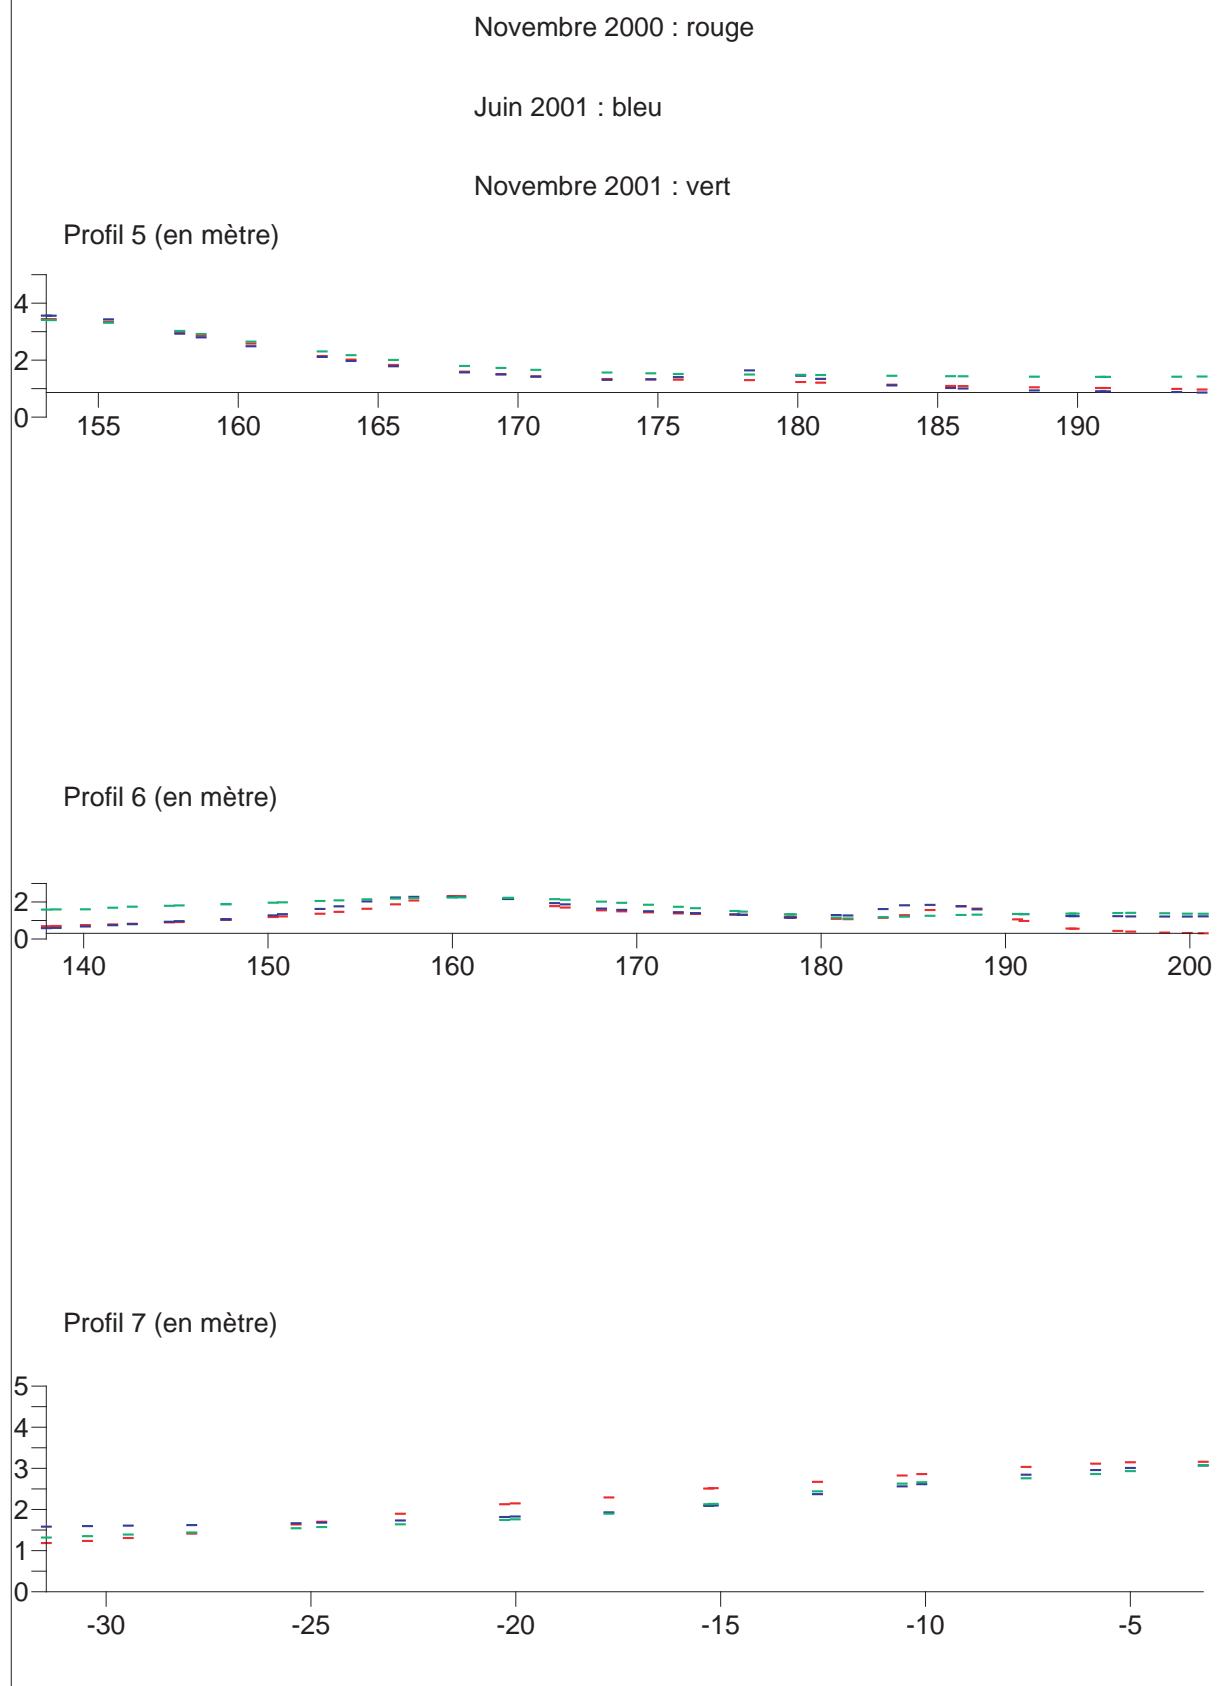 Novembre 2000 : rouge
Juin 2001 : bleu
Novembre 2001 : vert
Profil 5 (en mètre)
4
2
0
155 160 165 170 175 180 185 190
Profil 6 (en mètre)
2
0
140 150 160 170 180 190 200
Profil 7 (en mètre)
5
4
3
2
1
0
-30 -25 -20 -15 -10 -5